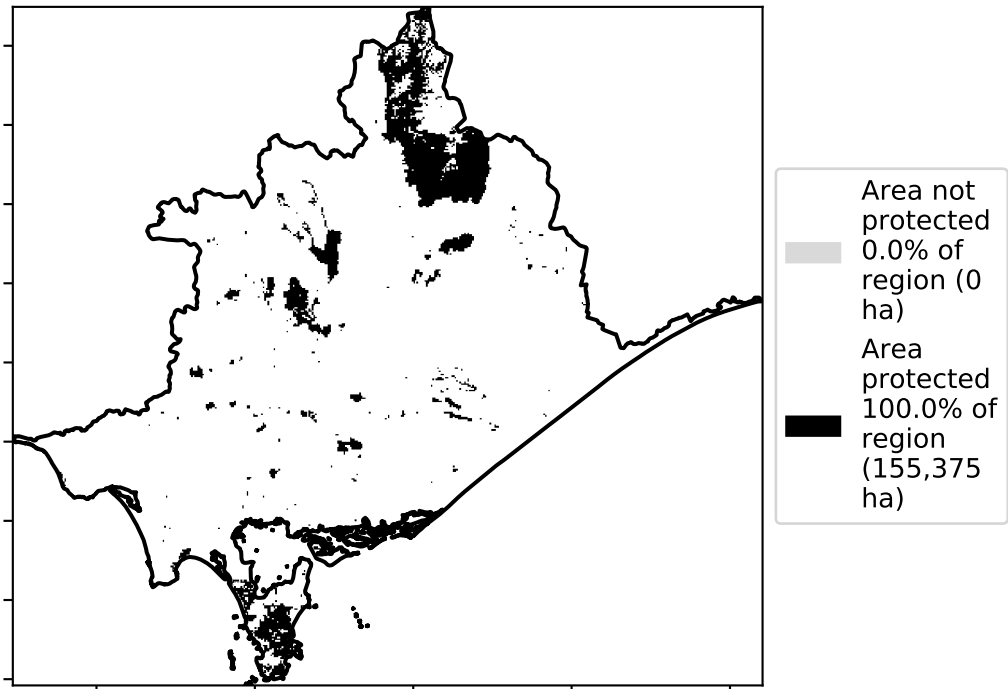 Area not
protected
0.0% of
region (0
ha)
Area
protected
100.0% of
region
(155,375
ha)